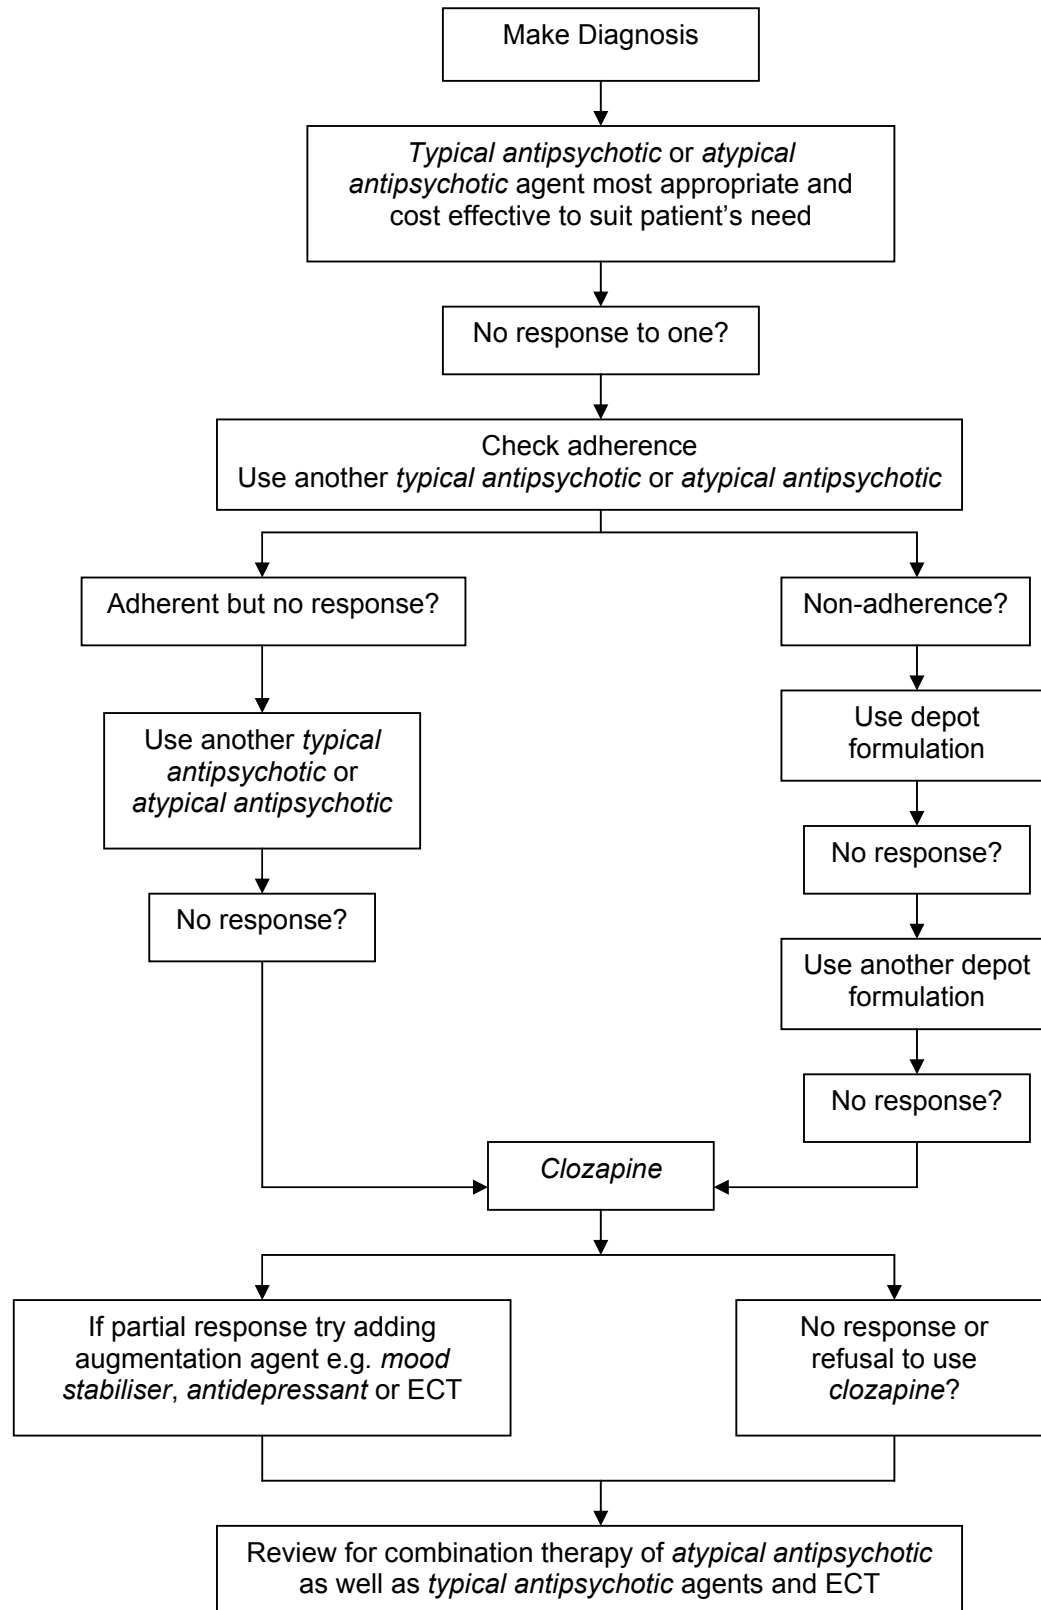 Make Diagnosis
Typical antipsychotic or atypical
antipsychotic agent most appropriate and
cost effective to suit patient’s need
No response to one?
Check adherence
Use another typical antipsychotic or atypical antipsychotic
Adherent but no response?
Non-adherence?
Use another typical
antipsychotic or
atypical antipsychotic
Use depot
formulation
No response?
No response?
Use another depot
formulation
No response?
Clozapine
If partial response try adding
augmentation agent e.g. mood
stabiliser, antidepressant or ECT
No response or
refusal to use
clozapine?
Review for combination therapy of atypical antipsychotic
as well as typical antipsychotic agents and ECT